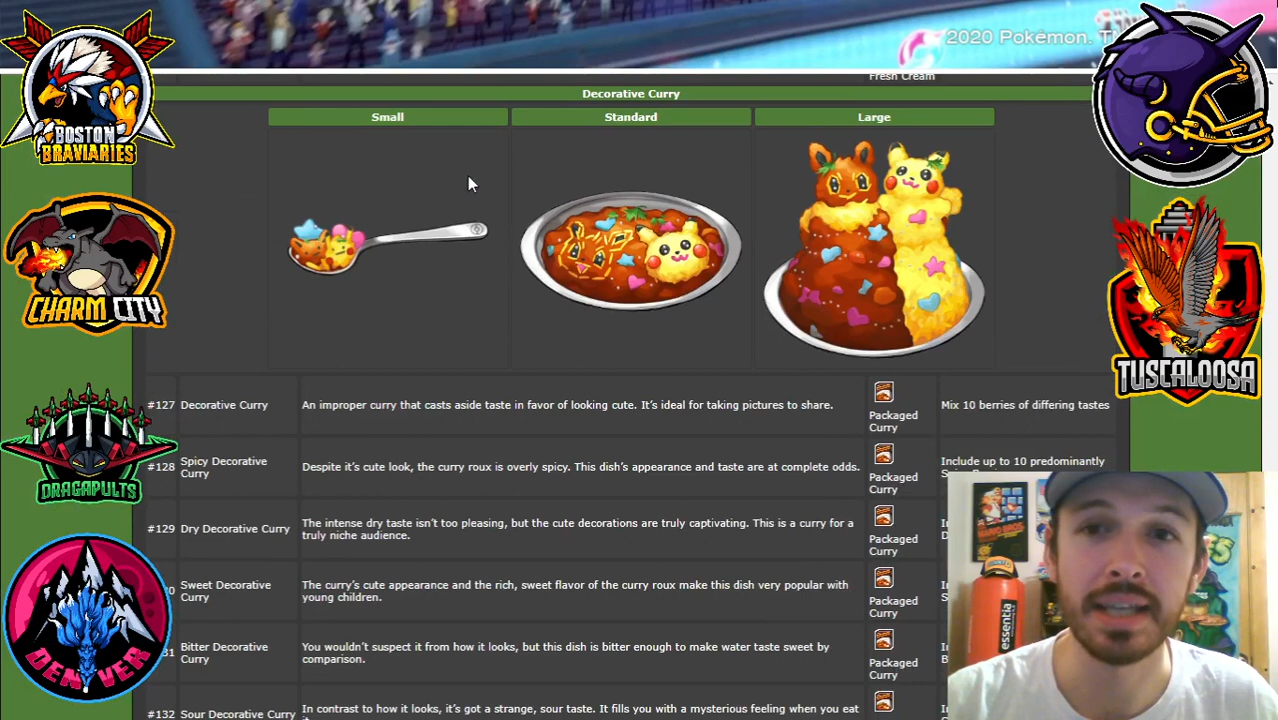 2020 Pokémon. T
Fresh Cream
Decorative Curry
Small
Standard
Large
BOSTON
BRAVIARIES
CHARM CITY
DRAGAPULTS
DENVER
TUSCALOOSA
#127 Decorative Curry
An improper curry that casts aside taste in favor of looking cute. It's ideal for taking pictures to share.
Packaged
Curry
Mix 10 berries of differing tastes
#128 Spicy Decorative
Curry
Despite it's cute look, the curry roux is overly spicy. This dish's appearance and taste are at complete odds.
Packaged
Curry
Include up to 10 predominantly
#129 Dry Decorative Curry
The intense dry taste isn't too pleasing, but the cute decorations are truly captivating. This is a curry for a
truly niche audience.
Packaged
Curry
Sweet Decorative
Curry
The curry's cute appearance and the rich, sweet flavor of the curry roux make this dish very popular with
young children.
Packaged
Curry
Bitter Decorative
Curry
You wouldn't suspect it from how it looks, but this dish is bitter enough to make water taste sweet by
comparison.
Packaged
Curry
#132 Sour Decorative Curry
In contrast to how it looks, it's got a strange, sour taste. It fills you with a mysterious feeling when you eat
essentia